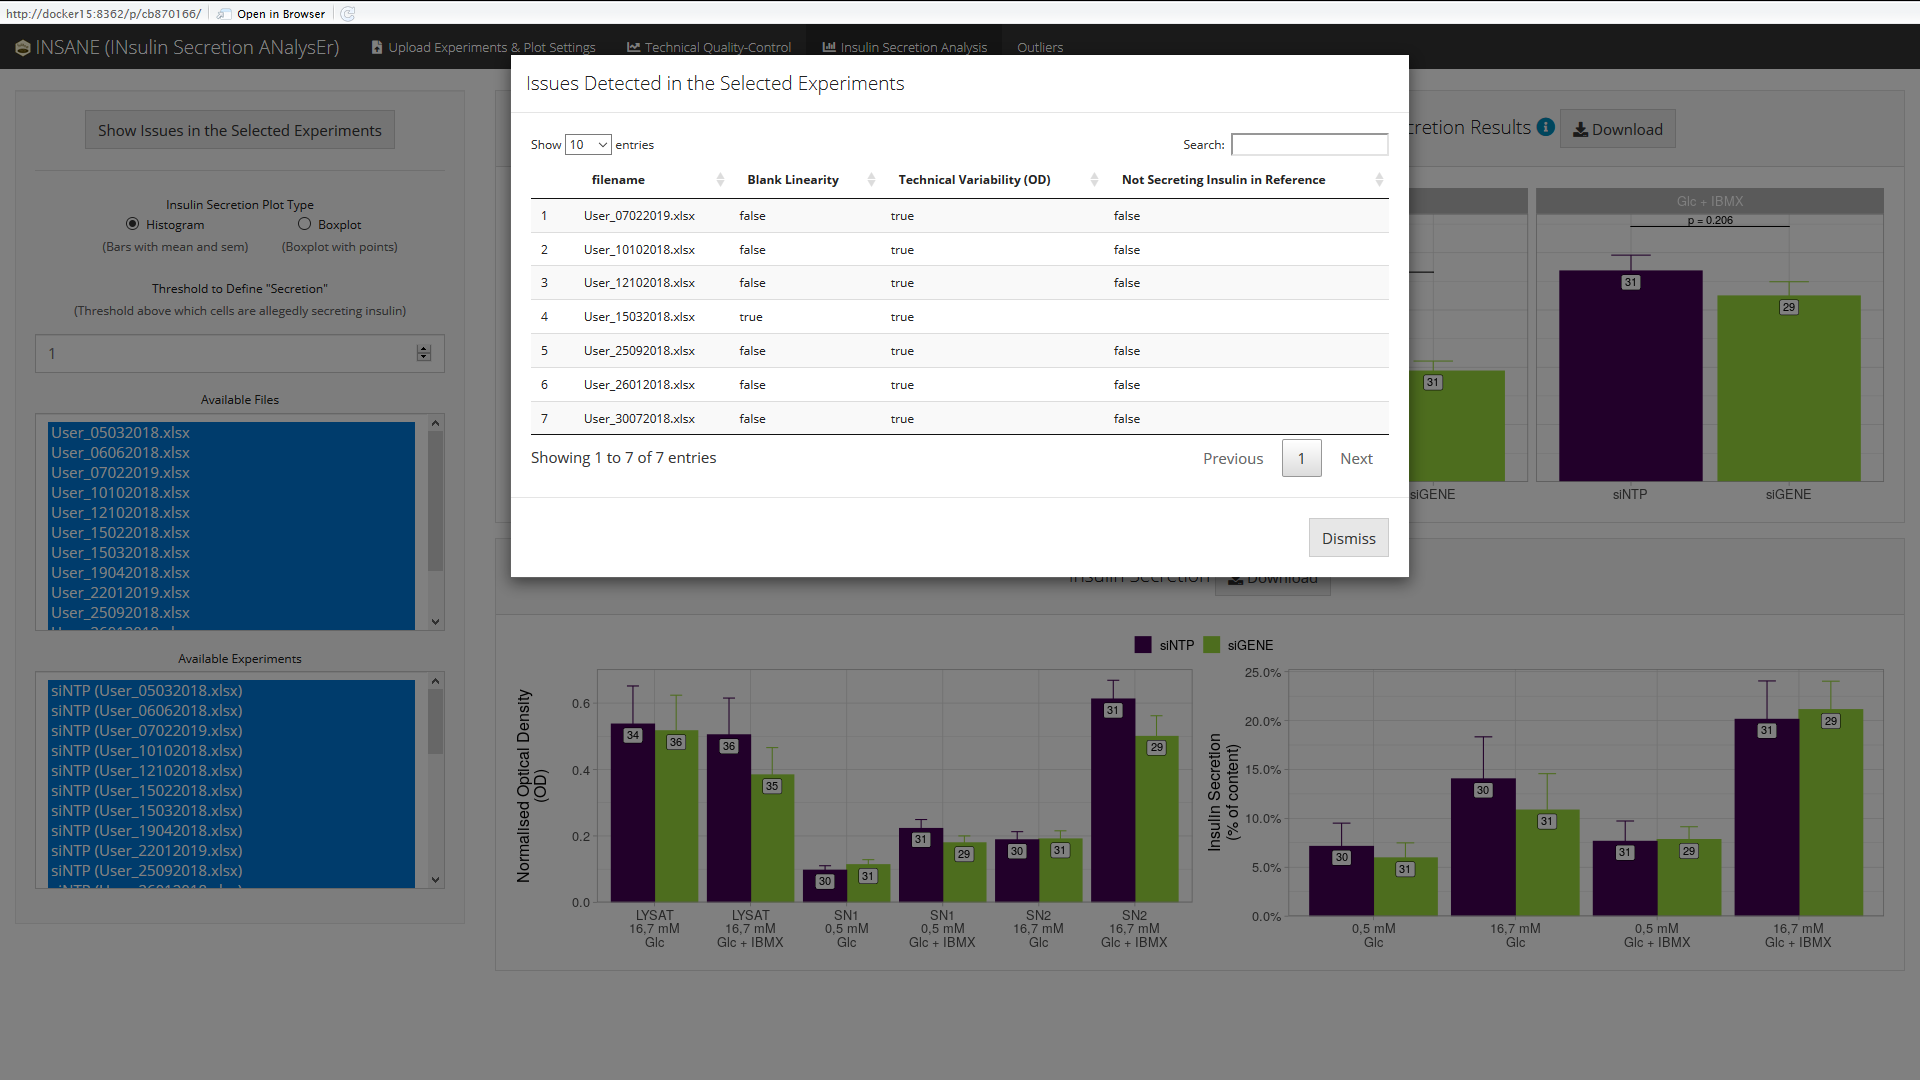 http://docker15:8362/p/cb870166/ Open in Browser
INSANE (INsulin Secretion ANalysEr) Upload Experiments & Plot Settings Technical Quality-Control Insulin Secretion Analysis Outliers
Show Issues in the Selected Experiments
Insulin Secretion Plot Type
Histogram Boxplot
(Bars with mean and sem) (Boxplot with points)
Threshold to Define "Secretion"
(Threshold above which cells are allegedly secreting insulin)
1
Available Files
User_05032018.xlsx
User_06062018.xlsx
User_07022019.xlsx
User_10102018.xlsx
User_12102018.xlsx
User_15022018.xlsx
User_15032018.xlsx
User_19042018.xlsx
User_22012019.xlsx
User_25092018.xlsx
Available Experiments
siNTP (User_05032018.xlsx)
siNTP (User_06062018.xlsx)
siNTP (User_07022019.xlsx)
siNTP (User_10102018.xlsx)
siNTP (User_12102018.xlsx)
siNTP (User_15022018.xlsx)
siNTP (User_15032018.xlsx)
siNTP (User_19042018.xlsx)
siNTP (User_22012019.xlsx)
siNTP (User_25092018.xlsx)
Issues Detected in the Selected Experiments
Show 10 entries Search:
filename Blank Linearity Technical Variability (OD) Not Secreting Insulin in Reference
1 User_07022019.xlsx false true false
2 User_10102018.xlsx false true false
3 User_12102018.xlsx false true false
4 User_15032018.xlsx true true
5 User_25092018.xlsx false true false
6 User_26012018.xlsx false true false
7 User_30072018.xlsx false true false
Showing 1 to 7 of 7 entries Previous 1 Next
Dismiss
cretion Results Download
Glc + IBMX
p = 0.206
31 31 29
siGENE siNTP siGENE
Insulin Secretion Download
siNTP siGENE
Normalised Optical Density
(OD)
0.6
0.4
0.2
0.0
34 36 36 35 30 31 31 29 30 31 31 29
LYSAT LYSAT SN1 SN1 SN2 SN2
16,7 mM 16,7 mM 0,5 mM 0,5 mM 16,7 mM 16,7 mM
Glc Glc + IBMX Glc Glc + IBMX Glc Glc + IBMX
Insulin Secretion
(% of content)
25.0%
20.0%
15.0%
10.0%
5.0%
0.0%
30 31 30 31 31 29 31 29
0,5 mM 16,7 mM 0,5 mM 16,7 mM
Glc Glc Glc + IBMX Glc + IBMX